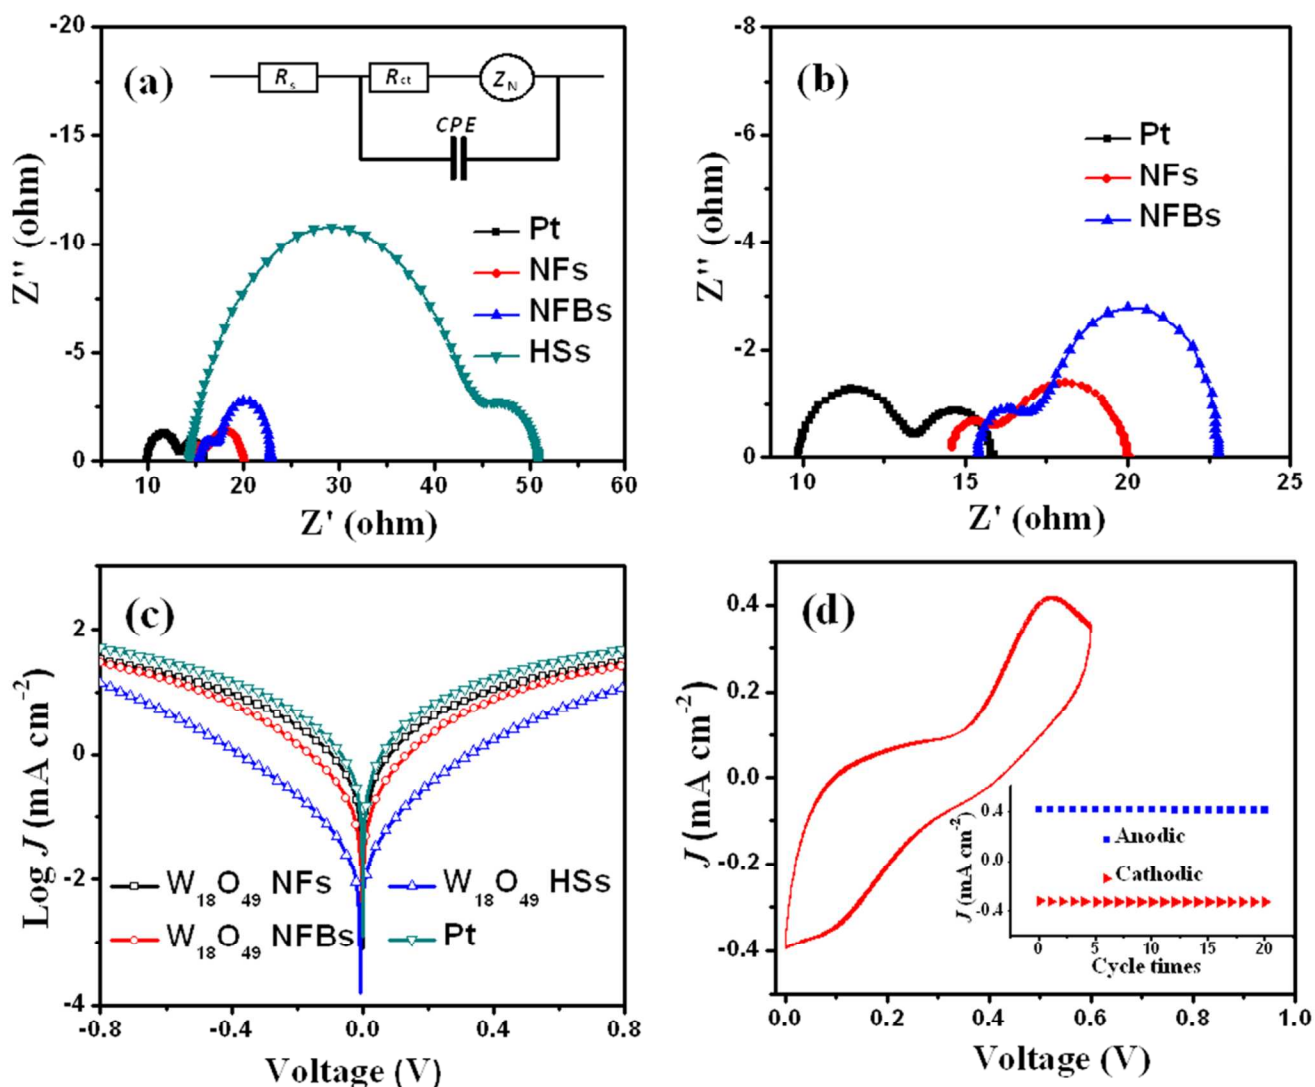 (a)
-20
-15
-10
-5
0
Z'' (ohm)
10 20 30 40 50 60
Z' (ohm)
R_s R_ct Z_N
CPE
Pt
NFs
NFBs
HSs
(b)
-8
-6
-4
-2
0
Z'' (ohm)
10 15 20 25
Z' (ohm)
Pt
NFs
NFBs
(c)
2
0
-2
-4
Log J (mA cm⁻²)
-0.8 -0.4 0.0 0.4 0.8
Voltage (V)
W₁₈O₄₉ NFs W₁₈O₄₉ HSs
W₁₈O₄₉ NFBs Pt
(d)
0.4
0.2
0.0
-0.2
-0.4
J (mA cm⁻²)
0.0 0.2 0.4 0.6 0.8 1.0
Voltage (V)
0.4
0.0
-0.4
J (mA cm⁻²)
Anodic
Cathodic
0 5 10 15 20
Cycle times